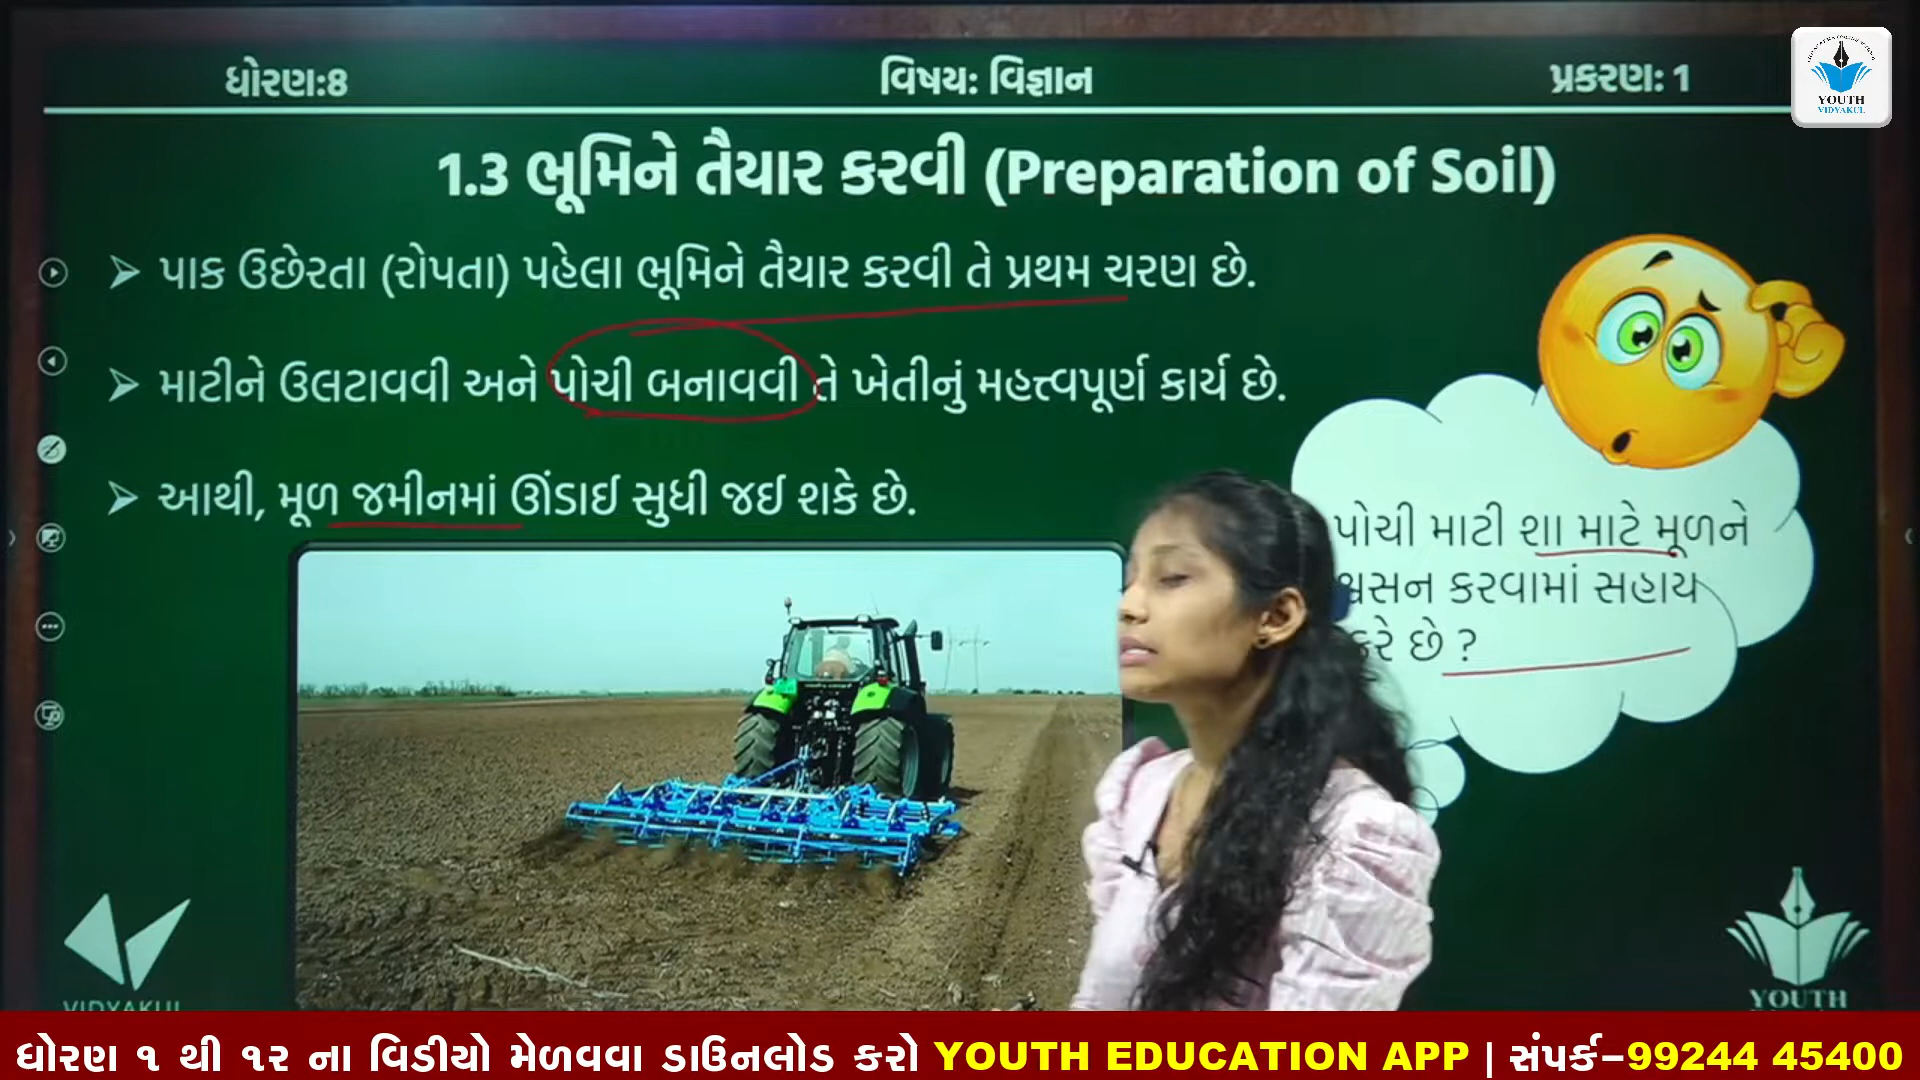 ધોરણ:8
વિષય: વિજ્ઞાન
પ્રકરણ: 1
YOUTH
VIDYAKUL
1.3 ભૂમિને તૈયાર કરવી (Preparation of Soil)
➤ પાક ઉછેરતા (રોપતા) પહેલા ભૂમિને તૈયાર કરવી તે પ્રથમ ચરણ છે.
➤ માટીને ઉલટાવવી અને પોચી બનાવવી તે ખેતીનું મહત્ત્વપૂર્ણ કાર્ય છે.
➤ આથી, મૂળ જમીનમાં ઊંડાઈ સુધી જઈ શકે છે.
પોચી માટી શા માટે મૂળને
શ્વસન કરવામાં સહાય
કરે છે ?
VIDYAKUL
YOUTH
ધોરણ ૧ થી ૧૨ ના વિડીયો મેળવવા ડાઉનલોડ કરો YOUTH EDUCATION APP | સંપર્ક–99244 45400